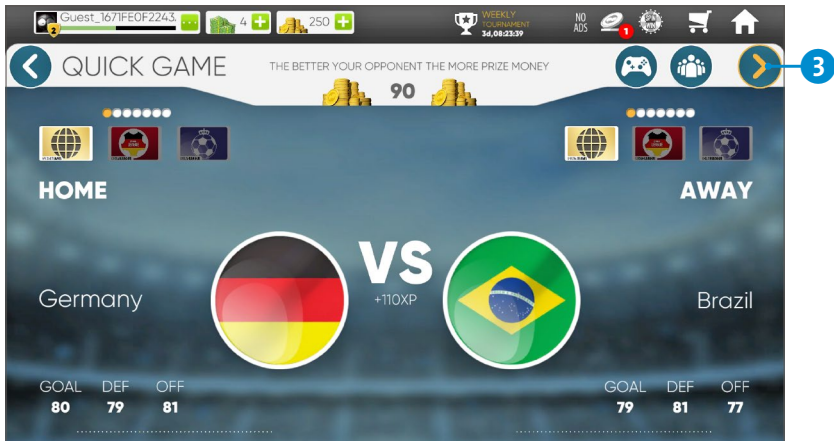 Guest_1671FE0F2243.
2
4
250
WEEKLY
TOURNAMENT
3d,08:23:39
NO
ADS
1
SPIN
WIN
QUICK GAME
THE BETTER YOUR OPPONENT THE MORE PRIZE MONEY
90
3
HOME
AWAY
VS
+110XP
Germany
Brazil
GOAL DEF OFF
80 79 81
GOAL DEF OFF
79 81 77